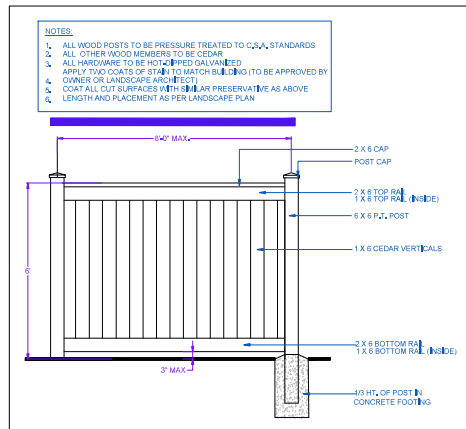 NOTES:
1. ALL WOOD POSTS TO BE PRESSURE TREATED TO C.S.A. STANDARDS
2. ALL OTHER WOOD MEMBERS TO BE CEDAR
3. ALL HARDWARE TO BE HOT-DIPPED GALVANIZED
APPLY TWO COATS OF STAIN TO MATCH BUILDING (TO BE APPROVED BY
4. OWNER OR LANDSCAPE ARCHITECT)
5. COAT ALL CUT SURFACES WITH SIMILAR PRESERVATIVE AS ABOVE
6. LENGTH AND PLACEMENT AS PER LANDSCAPE PLAN
8'-0" MAX.
2 X 6 CAP
POST CAP
2 X 6 TOP RAIL
1 X 6 TOP RAIL (INSIDE)
6 X 6 P.T. POST
1 X 6 CEDAR VERTICALS
6'
2 X 6 BOTTOM RAIL
1 X 6 BOTTOM RAIL (INSIDE)
3" MAX
1/3 HT. OF POST IN
CONCRETE FOOTING